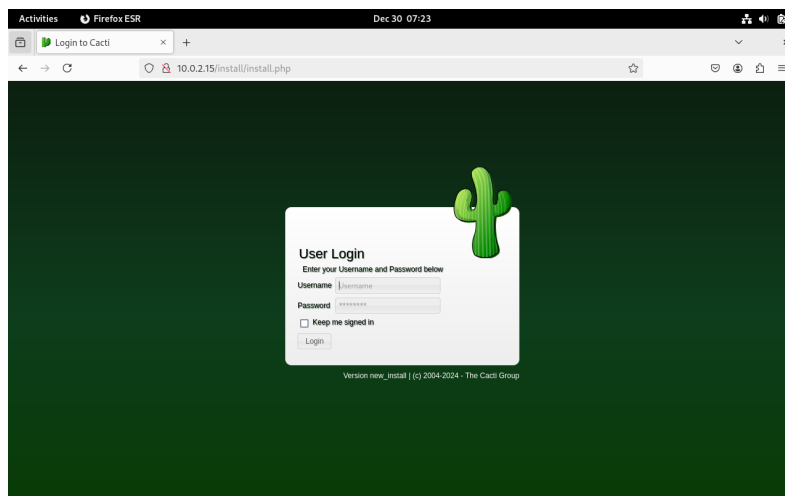 Activities Firefox ESR Dec 30 07:23
Login to Cacti
10.0.2.15/install/install.php
User Login
Enter your Username and Password below
Username Username
Password ********
Keep me signed in
Login
Version new_install | (c) 2004-2024 - The Cacti Group